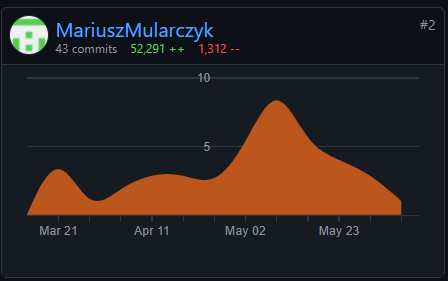 MariuszMularczyk
#2
43 commits 52,291 ++ 1,312 --
10
5
Mar 21 Apr 11 May 02 May 23